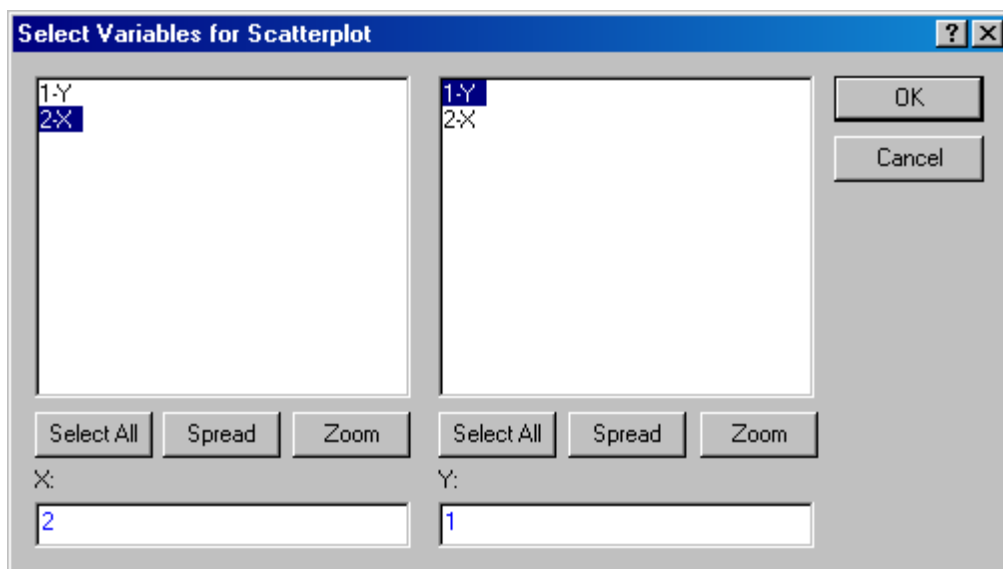 Select Variables for Scatterplot
1-Y
2-X
1-Y
2-X
OK
Cancel
Select All Spread Zoom
Select All Spread Zoom
X:
Y:
2
1